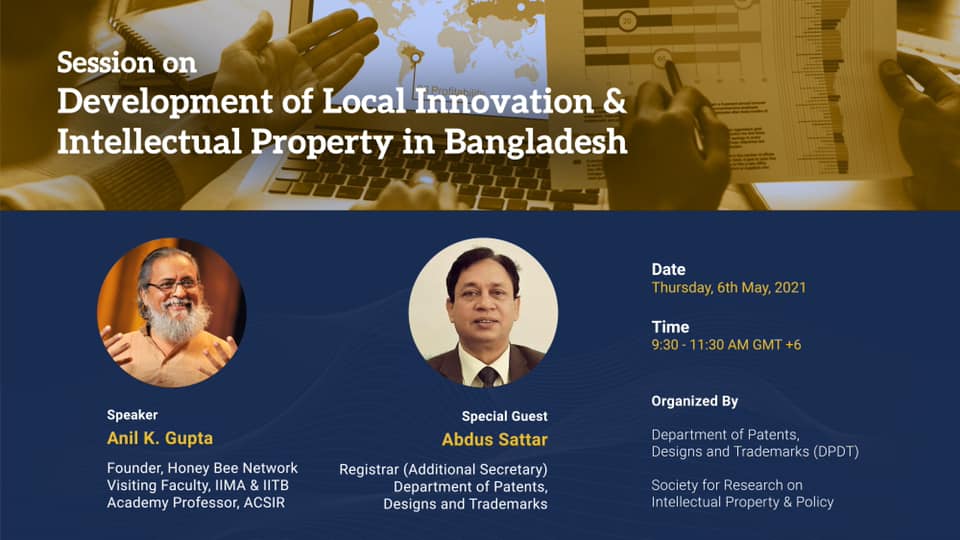 Session on
Development of Local Innovation &
Intellectual Property in Bangladesh
Profitability
20
Speaker
Anil K. Gupta
Founder, Honey Bee Network
Visiting Faculty, IIMA & IITB
Academy Professor, ACSIR
Special Guest
Abdus Sattar
Registrar (Additional Secretary)
Department of Patents,
Designs and Trademarks
Date
Thursday, 6th May, 2021
Time
9:30 - 11:30 AM GMT +6
Organized By
Department of Patents,
Designs and Trademarks (DPDT)
Society for Research on
Intellectual Property & Policy